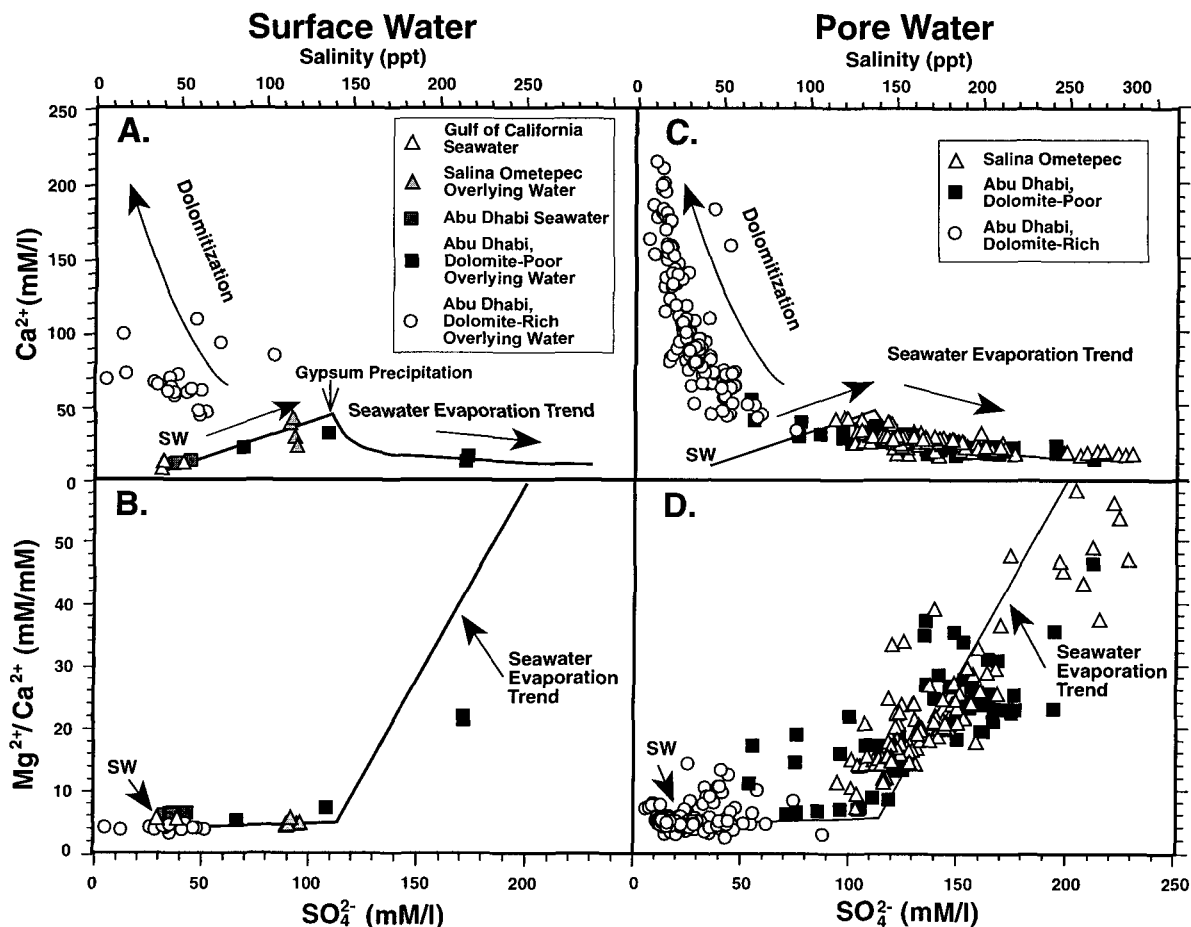 Surface Water
Salinity (ppt)
0 50 100 150 200 250
Pore Water
Salinity (ppt)
0 50 100 150 200 250 300
250
200
150
100
50
0
Ca²⁺ (mM/l)
A.
Gulf of California
Seawater
Salina Ometepec
Overlying Water
Abu Dhabi Seawater
Abu Dhabi,
Dolomite-Poor
Overlying Water
Abu Dhabi,
Dolomite-Rich
Overlying Water
Dolomitization
Gypsum Precipitation
Seawater Evaporation Trend
SW
C.
Salina Ometepec
Abu Dhabi,
Dolomite-Poor
Abu Dhabi,
Dolomite-Rich
Dolomitization
Seawater Evaporation Trend
SW
B.
50
40
30
20
10
0
Mg²⁺/Ca²⁺ (mM/mM)
SW
Seawater
Evaporation
Trend
0 50 100 150 200
SO₄²⁻ (mM/l)
D.
SW
Seawater
Evaporation
Trend
0 50 100 150 200 250
SO₄²⁻ (mM/l)